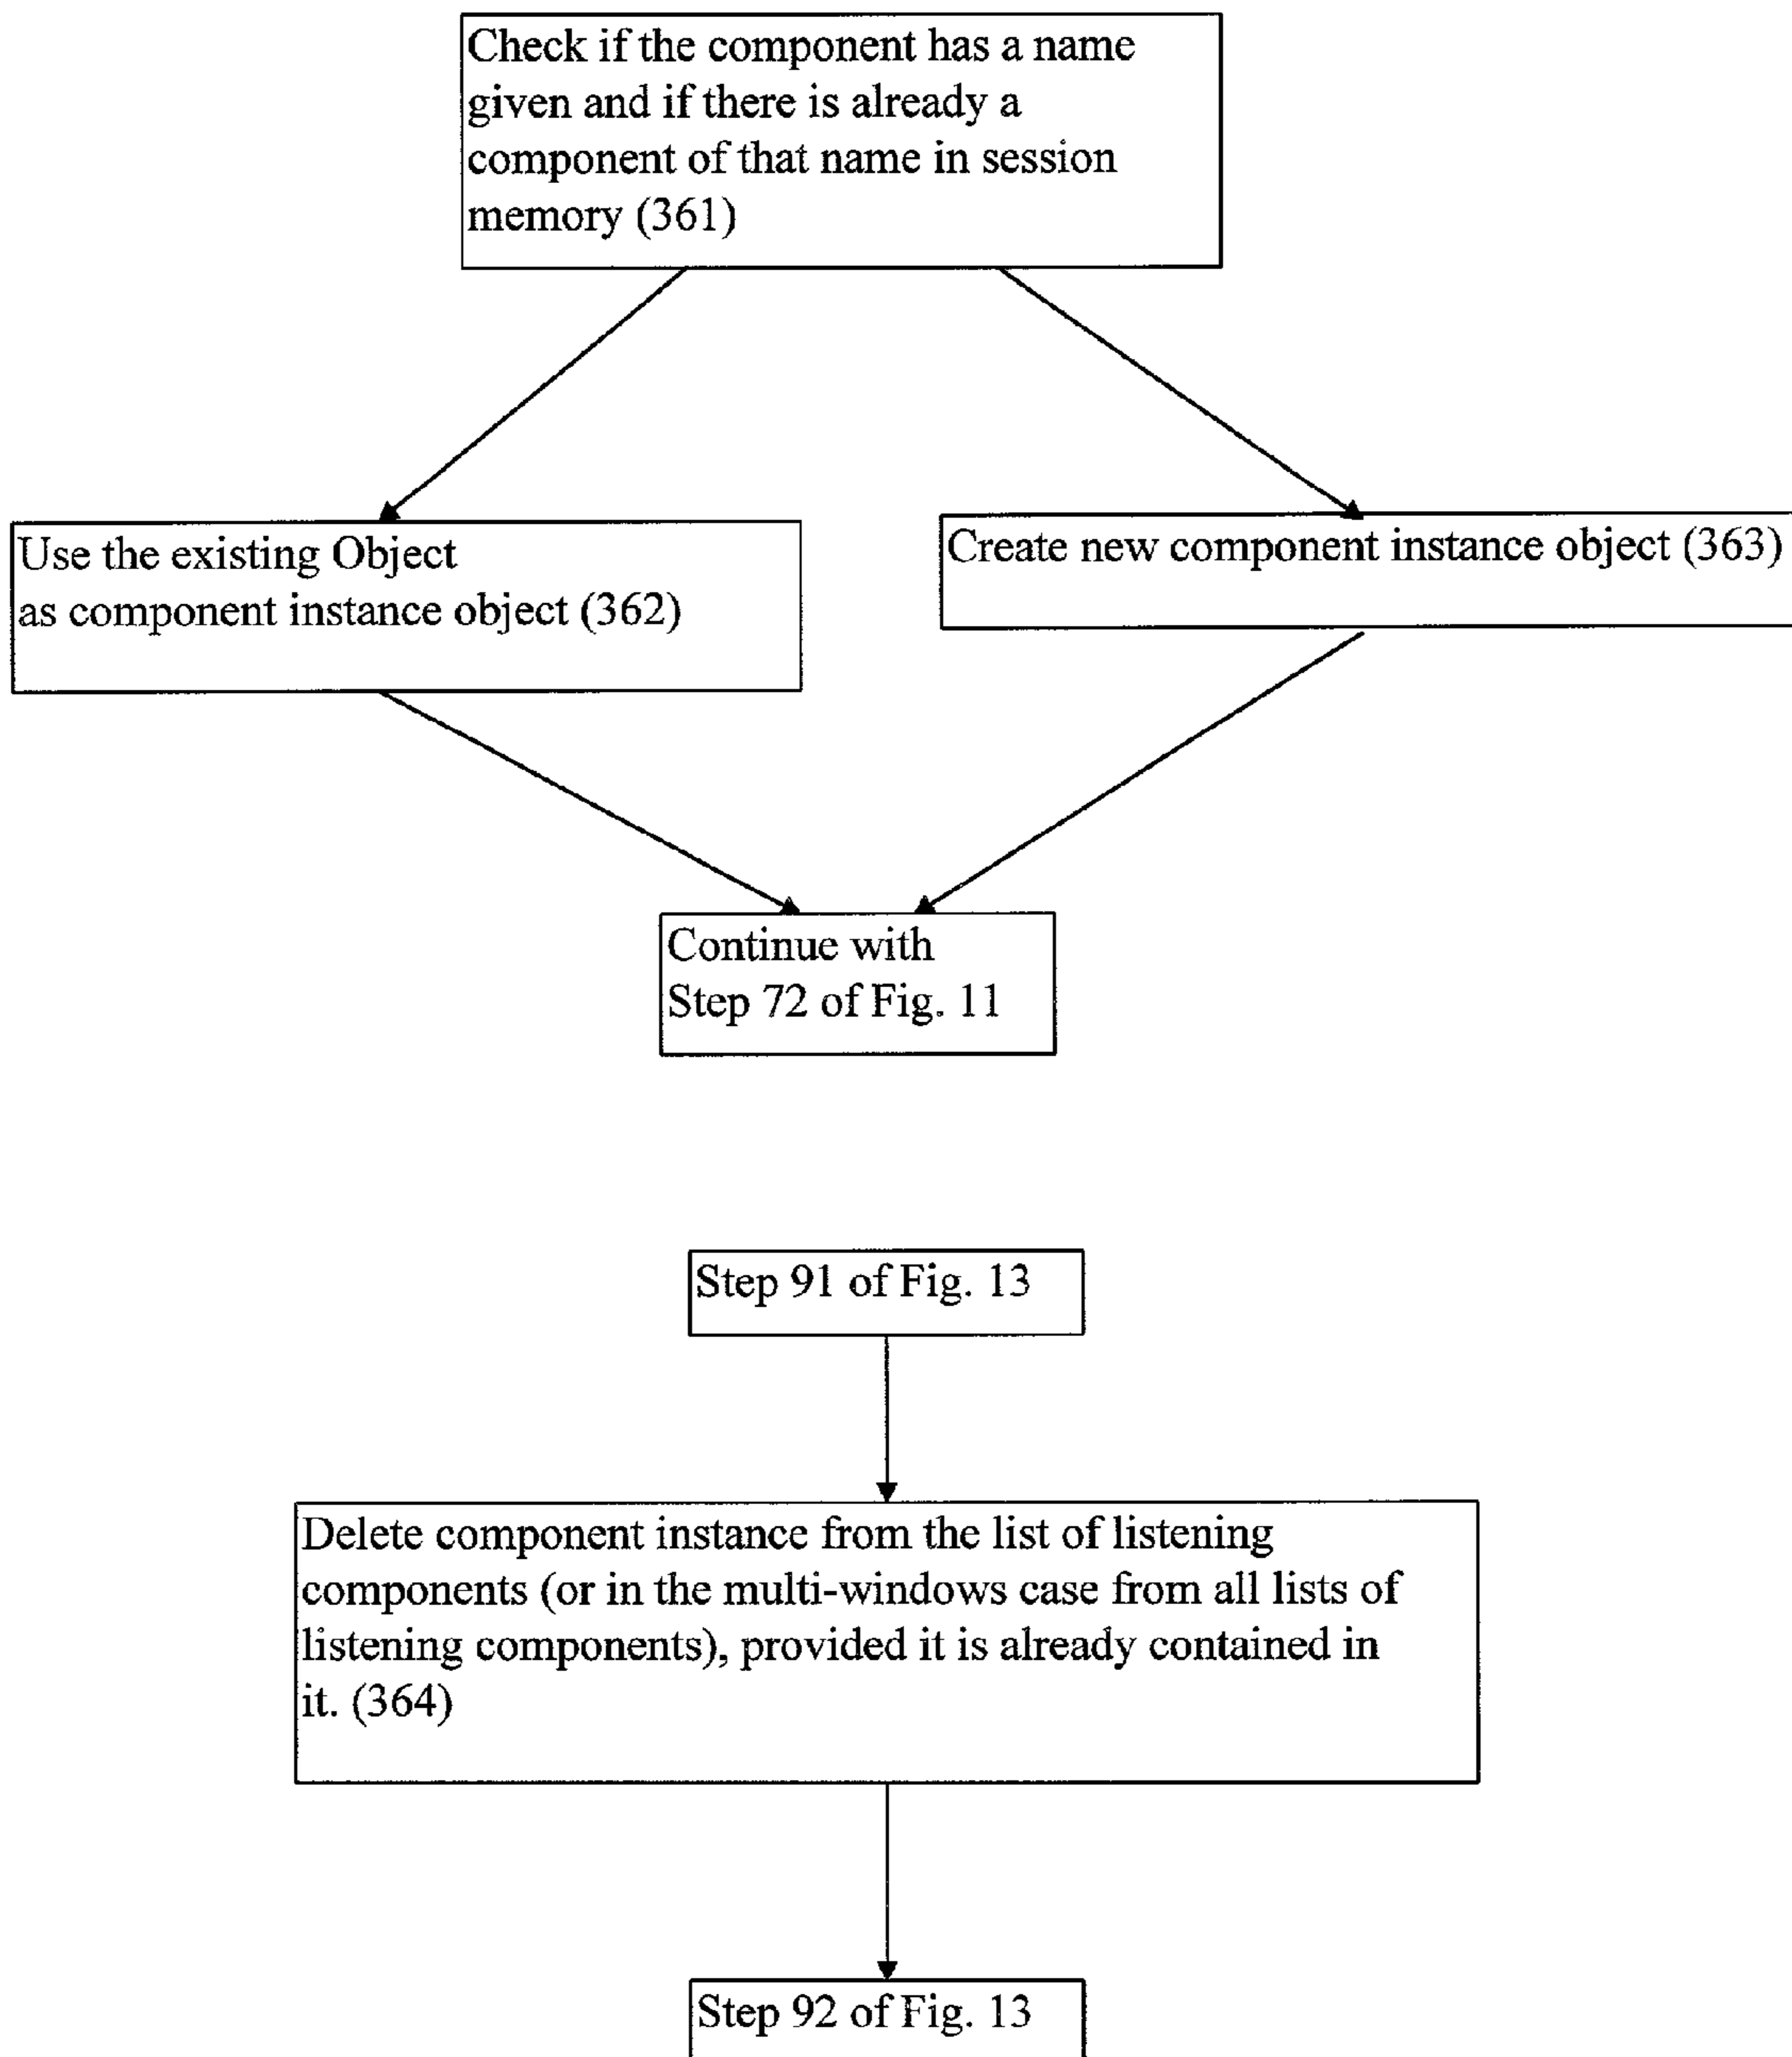 Check if the component has a name
given and if there is already a
component of that name in session
memory (361)
Use the existing Object
as component instance object (362)
Create new component instance object (363)
Continue with
Step 72 of Fig. 11
Step 91 of Fig. 13
Delete component instance from the list of listening
components (or in the multi-windows case from all lists of
listening components), provided it is already contained in
it. (364)
Step 92 of Fig. 13